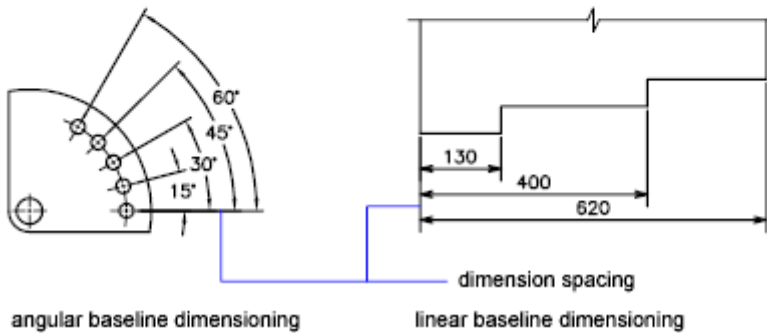 60°
45°
30°
15°
130
400
620
dimension spacing
angular baseline dimensioning
linear baseline dimensioning